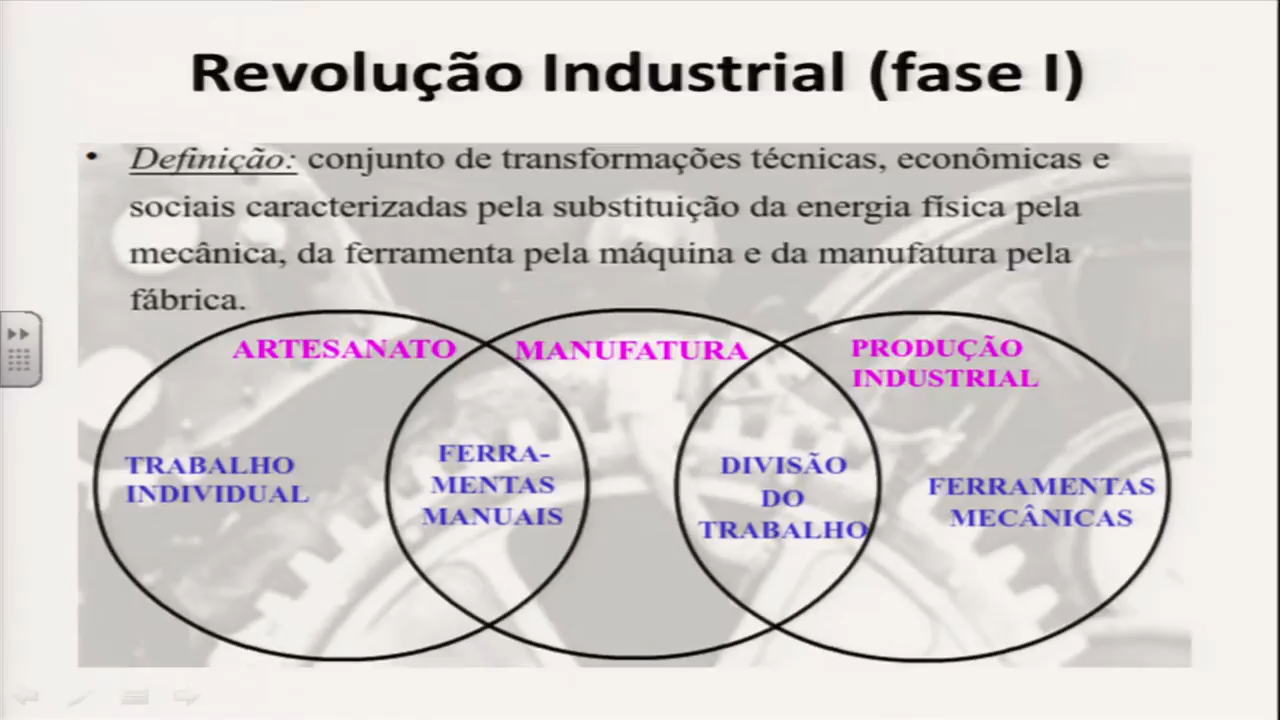 Revolução Industrial (fase I)
• Definição: conjunto de transformações técnicas, econômicas e
sociais caracterizadas pela substituição da energia física pela
mecânica, da ferramenta pela máquina e da manufatura pela
fábrica.
ARTESANATO
TRABALHO
INDIVIDUAL
FERRA-
MENTAS
MANUAIS
MANUFATURA
DIVISÃO
DO
TRABALHO
PRODUÇÃO
INDUSTRIAL
FERRAMENTAS
MECÂNICAS